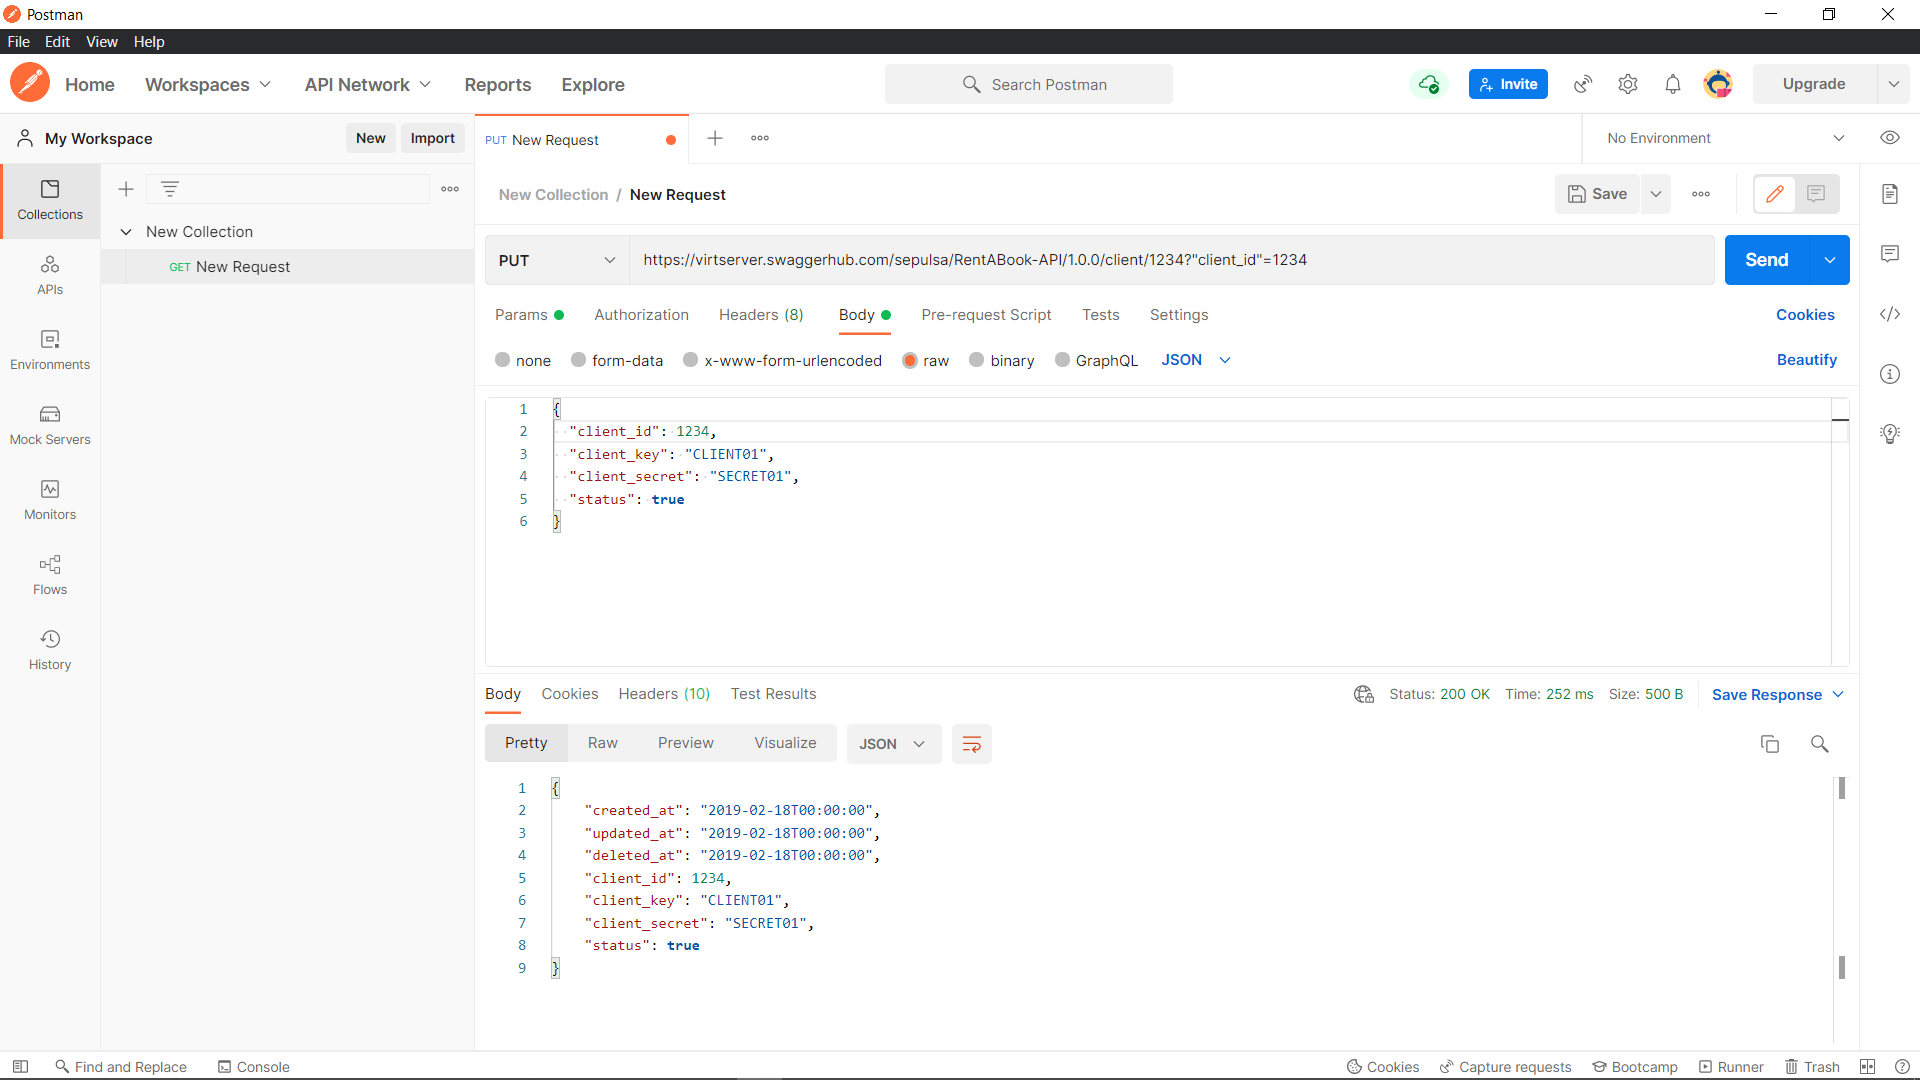 Postman
File Edit View Help
Home Workspaces API Network Reports Explore Search Postman Invite Upgrade
My Workspace New Import PUT New Request No Environment
Collections
New Collection
GET New Request
APIs
Environments
Mock Servers
Monitors
Flows
History
New Collection / New Request Save
PUT https://virtserver.swaggerhub.com/sepulsa/RentABook-API/1.0.0/client/1234?"client_id"=1234 Send
Params Authorization Headers (8) Body Pre-request Script Tests Settings Cookies
none form-data x-www-form-urlencoded raw binary GraphQL JSON Beautify
1 {
2 "client_id": 1234,
3 "client_key": "CLIENT01",
4 "client_secret": "SECRET01",
5 "status": true
6 }
Body Cookies Headers (10) Test Results Status: 200 OK Time: 252 ms Size: 500 B Save Response
Pretty Raw Preview Visualize JSON
1 {
2 "created_at": "2019-02-18T00:00:00",
3 "updated_at": "2019-02-18T00:00:00",
4 "deleted_at": "2019-02-18T00:00:00",
5 "client_id": 1234,
6 "client_key": "CLIENT01",
7 "client_secret": "SECRET01",
8 "status": true
9 }
Find and Replace Console Cookies Capture requests Bootcamp Runner Trash